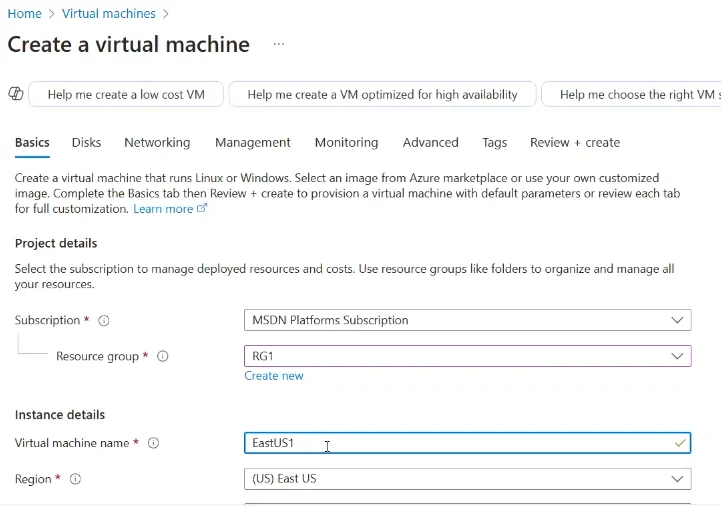 Home > Virtual machines >
Create a virtual machine ...
Help me create a low cost VM Help me create a VM optimized for high availability Help me choose the right VM s
Basics Disks Networking Management Monitoring Advanced Tags Review + create
Create a virtual machine that runs Linux or Windows. Select an image from Azure marketplace or use your own customized
image. Complete the Basics tab then Review + create to provision a virtual machine with default parameters or review each tab
for full customization. Learn more
Project details
Select the subscription to manage deployed resources and costs. Use resource groups like folders to organize and manage all
your resources.
Subscription * MSDN Platforms Subscription
Resource group * RG1
Create new
Instance details
Virtual machine name * EastUS1
Region * (US) East US